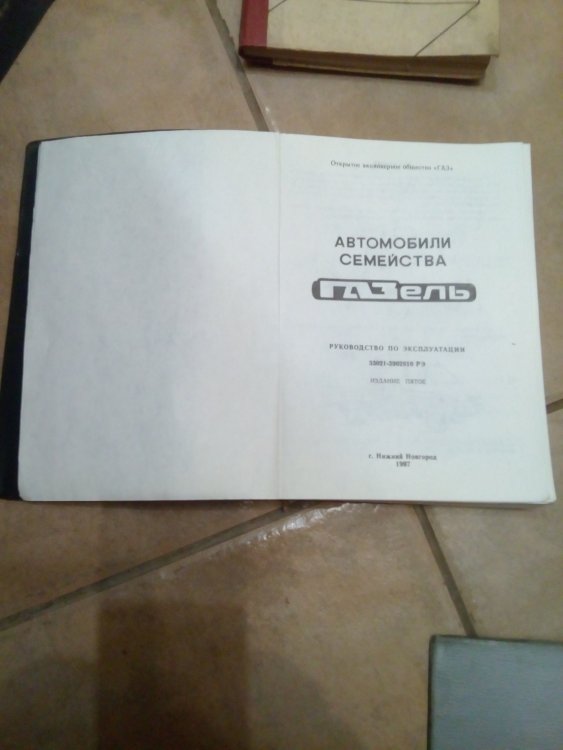 Открытое акционерное общество «ГАЗ»
АВТОМОБИЛИ
СЕМЕЙСТВА
ГАЗель
РУКОВОДСТВО ПО ЭКСПЛУАТАЦИИ
33021-3902010 РЭ
ИЗДАНИЕ ПЯТОЕ
г. Нижний Новгород
1997